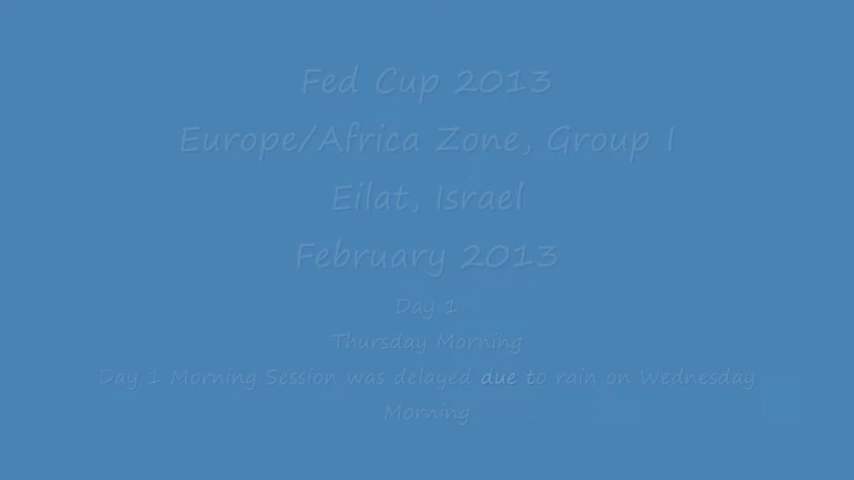 Fed Cup 2013
Europe/Africa Zone, Group I
Eilat, Israel
February 2013
Day 1
Thursday Morning
Day 1 Morning Session was delayed due to rain on Wednesday
Morning